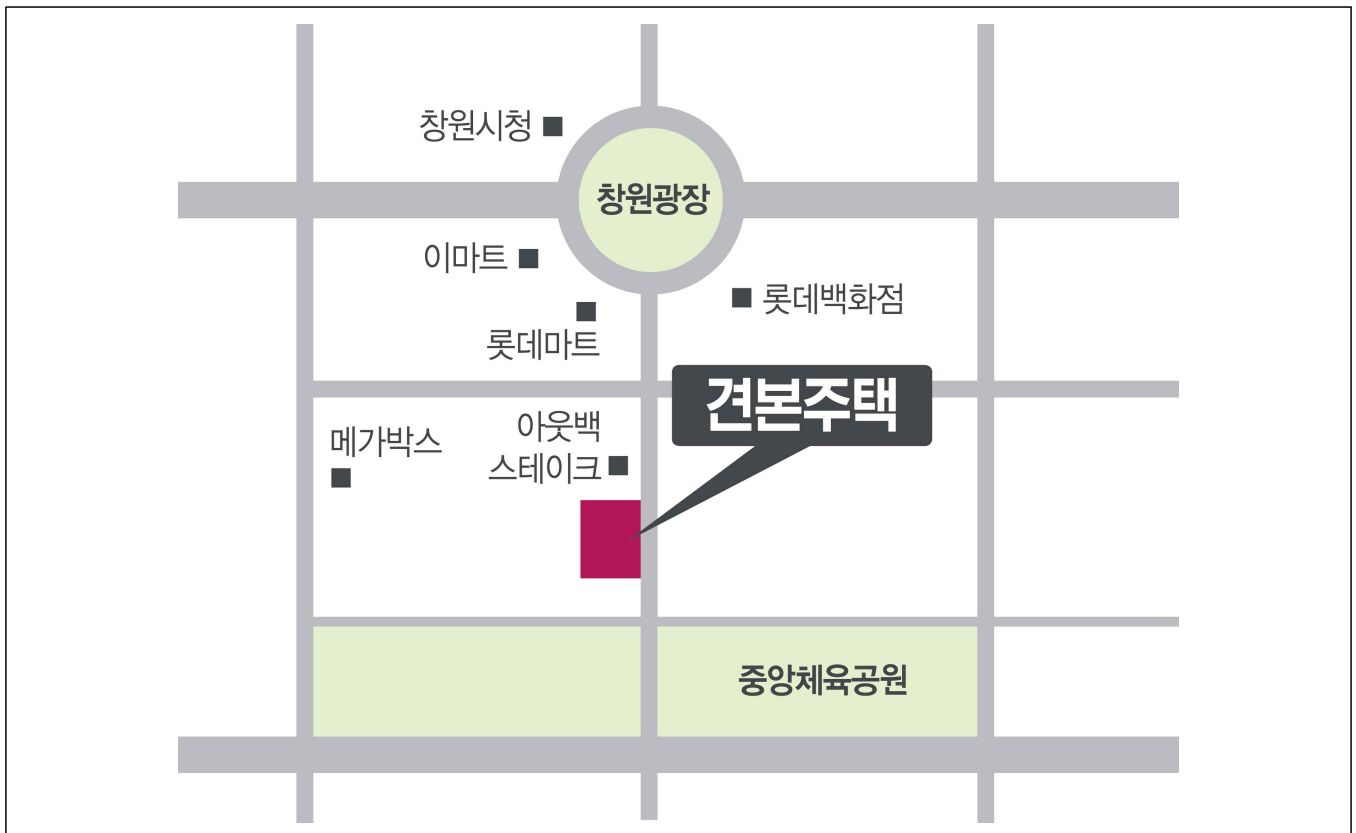 창원시청
창원광장
이마트
롯데백화점
롯데마트
견본주택
아웃백
스테이크
메가박스
중앙체육공원